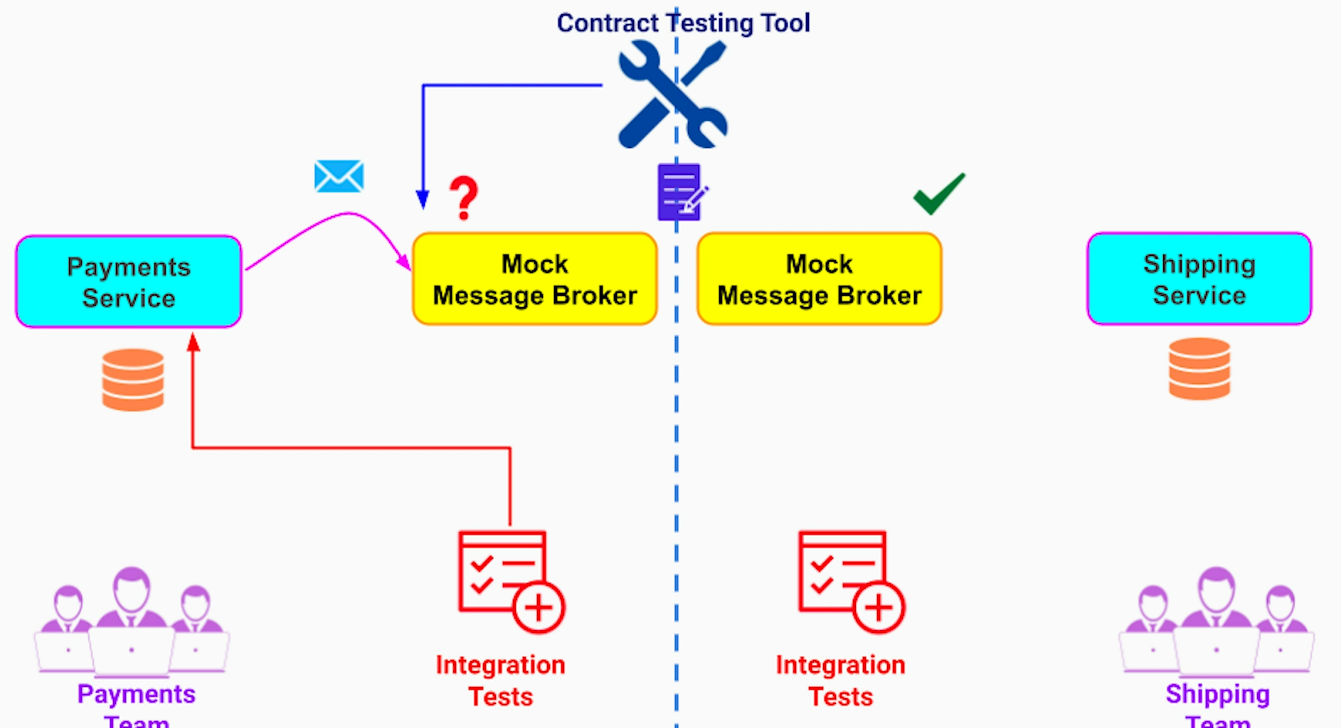 Contract Testing Tool
Payments
Service
Mock
Message Broker
Mock
Message Broker
Shipping
Service
Integration
Tests
Integration
Tests
Payments
Team
Shipping
Team